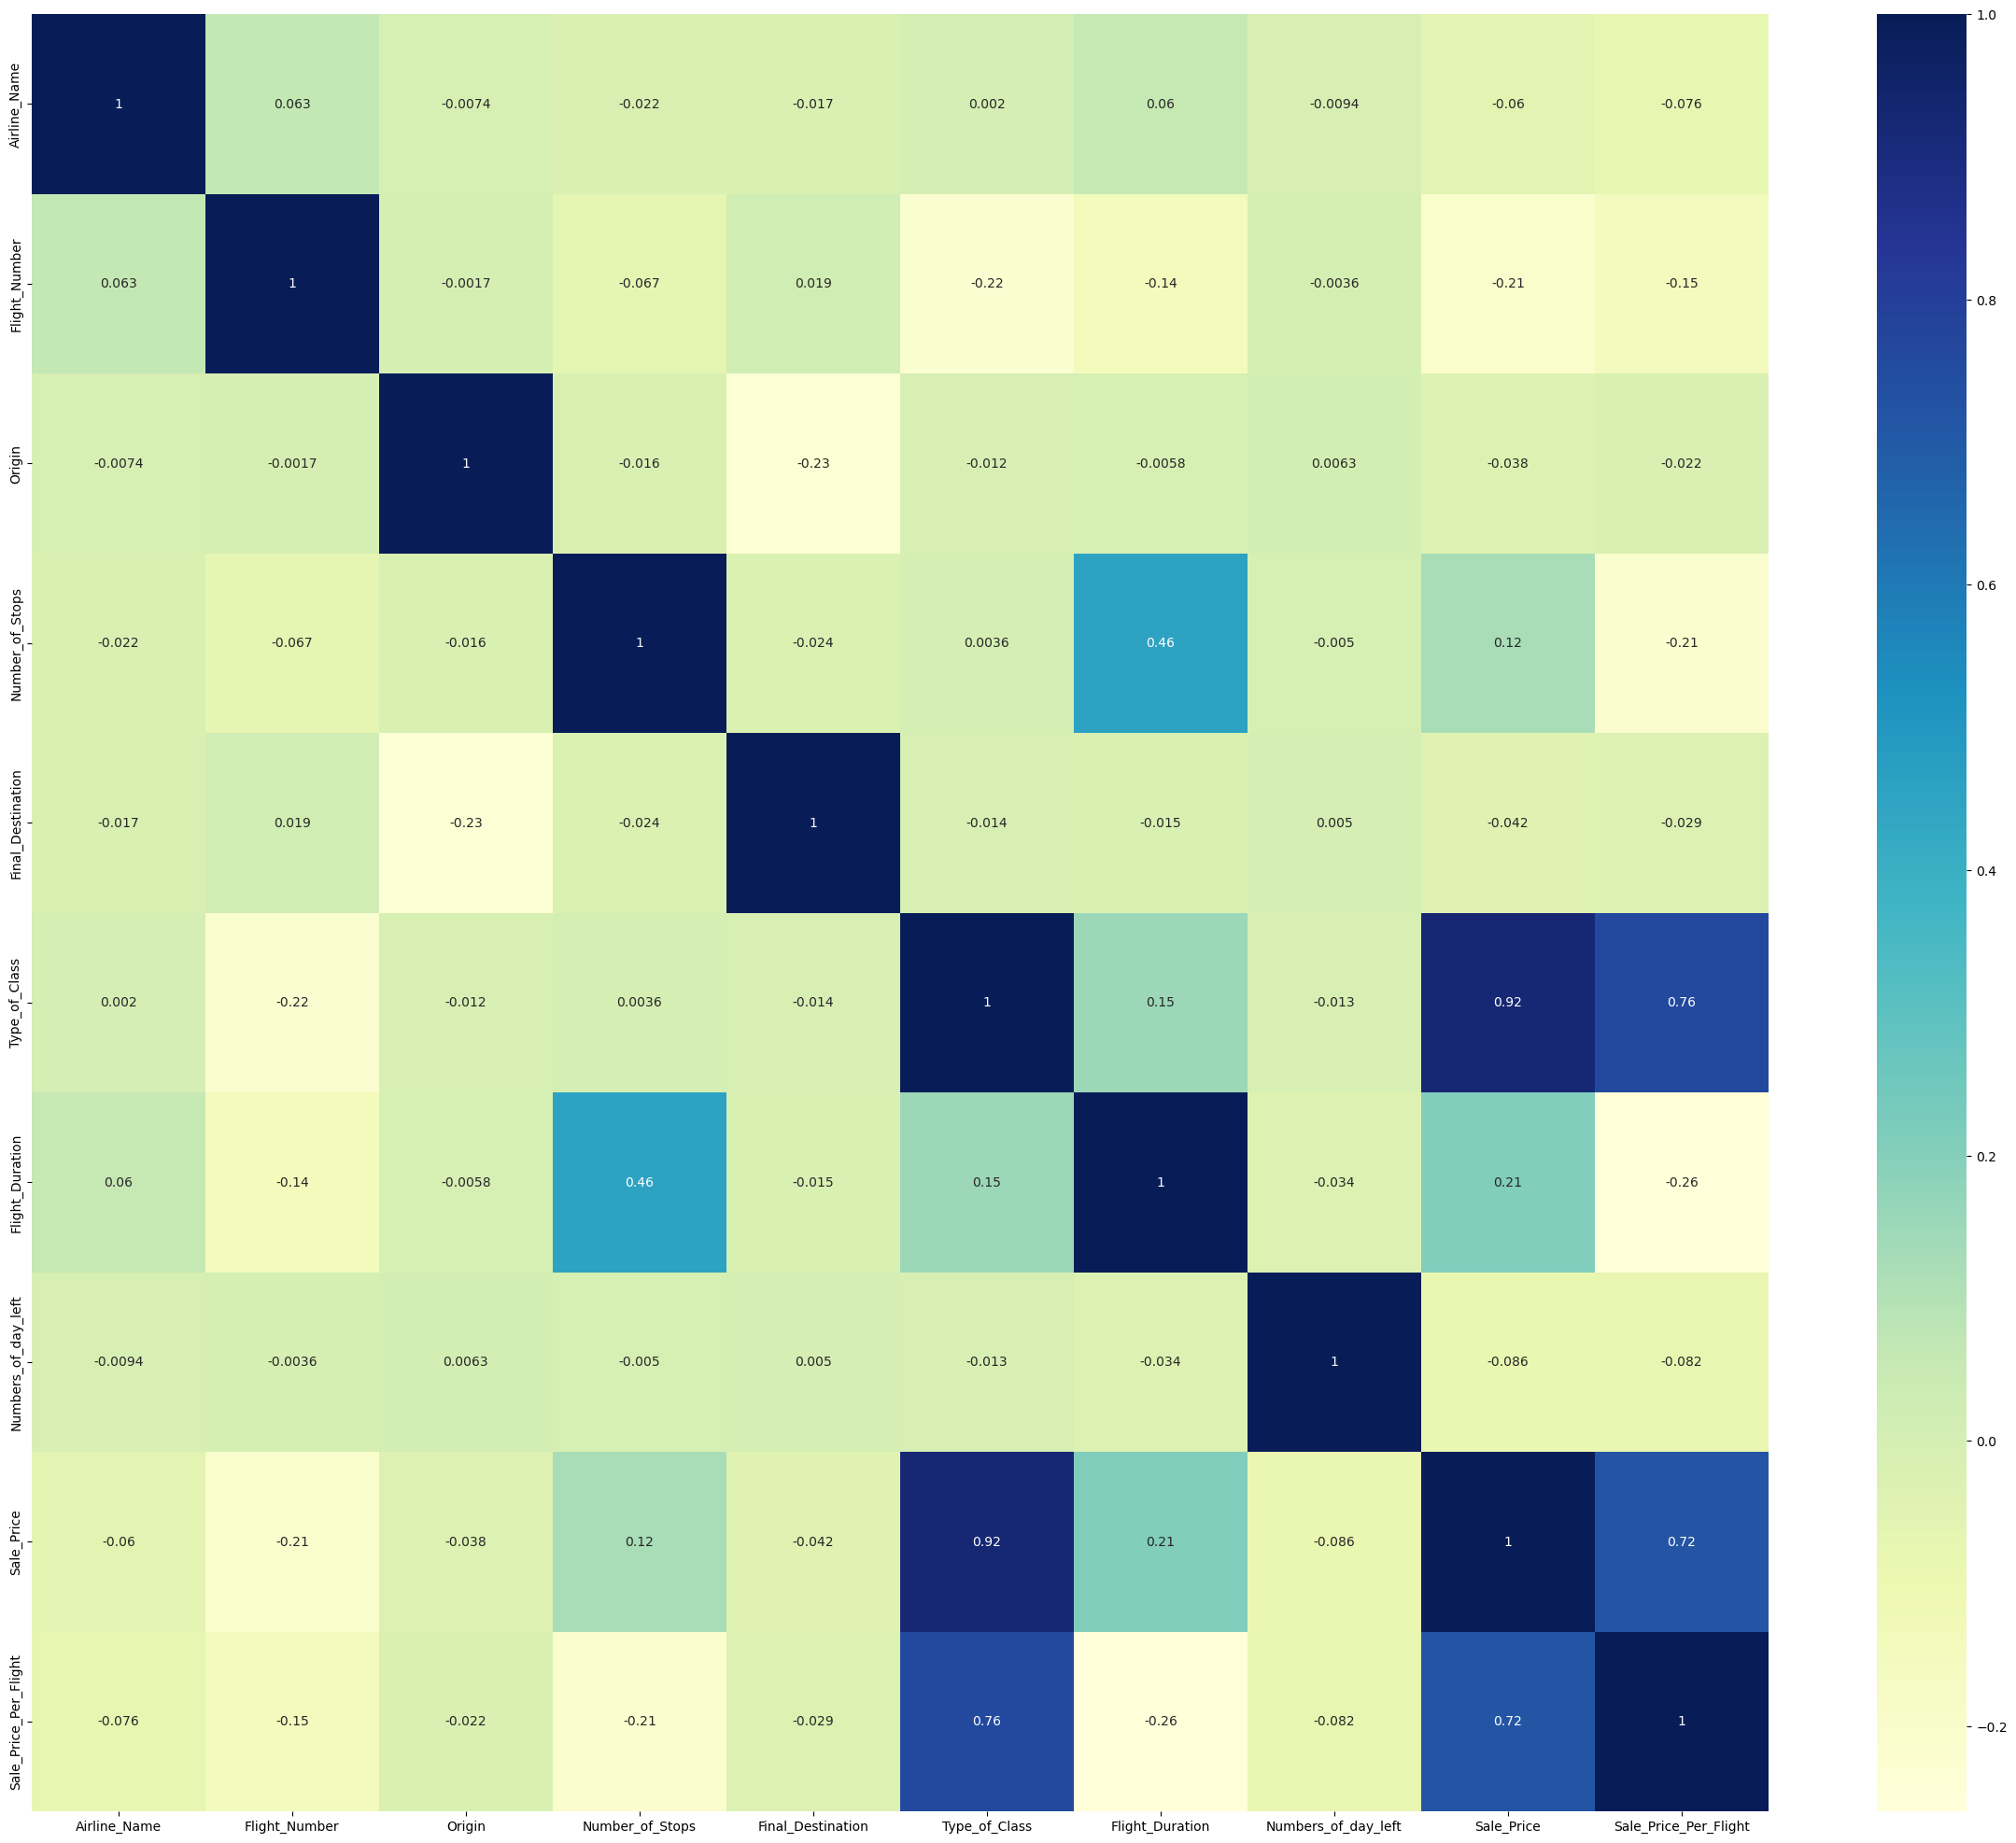 Airline_Name 1 0.063 -0.0074 -0.022 -0.017 0.002 0.06 -0.0094 -0.06 -0.076
Flight_Number 0.063 1 -0.0017 -0.067 0.019 -0.22 -0.14 -0.0036 -0.21 -0.15
Origin -0.0074 -0.0017 1 -0.016 -0.23 -0.012 -0.0058 0.0063 -0.038 -0.022
Number_of_Stops -0.022 -0.067 -0.016 1 -0.024 0.0036 0.46 -0.005 0.12 -0.21
Final_Destination -0.017 0.019 -0.23 -0.024 1 -0.014 -0.015 0.005 -0.042 -0.029
Type_of_Class 0.002 -0.22 -0.012 0.0036 -0.014 1 0.15 -0.013 0.92 0.76
Flight_Duration 0.06 -0.14 -0.0058 0.46 -0.015 0.15 1 -0.034 0.21 -0.26
Numbers_of_day_left -0.0094 -0.0036 0.0063 -0.005 0.005 -0.013 -0.034 1 -0.086 -0.082
Sale_Price -0.06 -0.21 -0.038 0.12 -0.042 0.92 0.21 -0.086 1 0.72
Sale_Price_Per_Flight -0.076 -0.15 -0.022 -0.21 -0.029 0.76 -0.26 -0.082 0.72 1
Airline_Name Flight_Number Origin Number_of_Stops Final_Destination Type_of_Class Flight_Duration Numbers_of_day_left Sale_Price Sale_Price_Per_Flight
1.0
0.8
0.6
0.4
0.2
0.0
−0.2